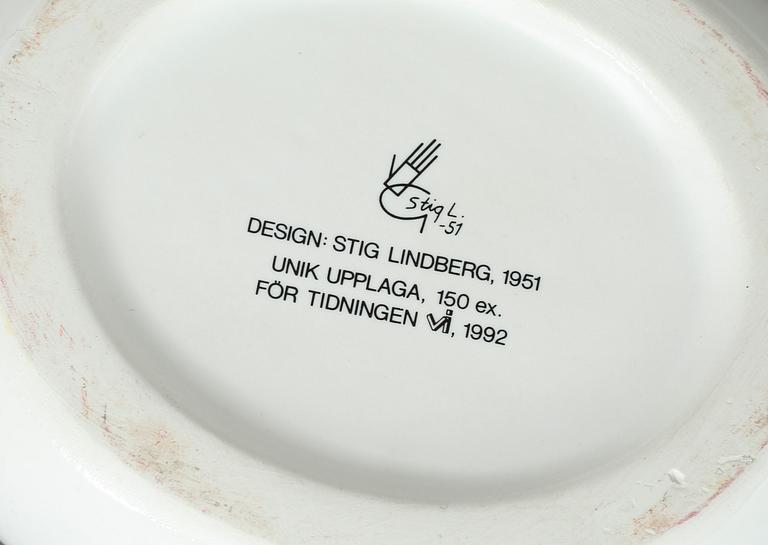 Stig L.
-51
DESIGN: STIG LINDBERG, 1951
UNIK UPPLAGA, 150 ex.
FÖR TIDNINGEN Vi, 1992